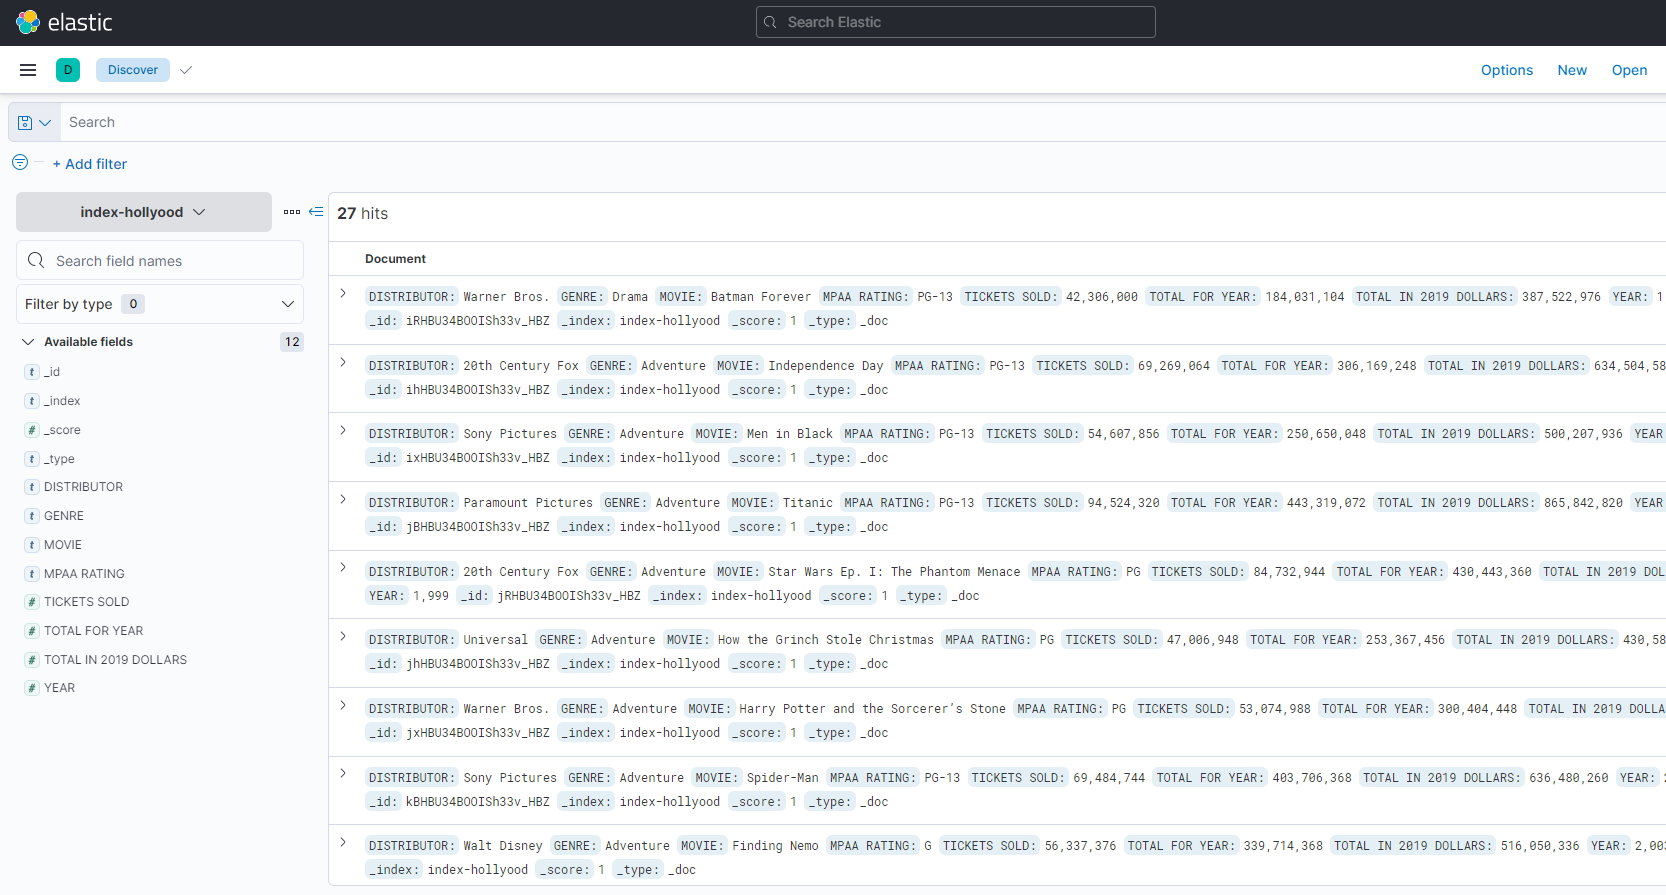 elastic
Search Elastic
D Discover Options New Open
Search
+ Add filter
index-hollyood
27 hits
Search field names
Document
Filter by type 0
Available fields 12
t _id
t _index
# _score
t _type
t DISTRIBUTOR
t GENRE
t MOVIE
t MPAA RATING
# TICKETS SOLD
# TOTAL FOR YEAR
# TOTAL IN 2019 DOLLARS
# YEAR
DISTRIBUTOR: Warner Bros. GENRE: Drama MOVIE: Batman Forever MPAA RATING: PG-13 TICKETS SOLD: 42,306,000 TOTAL FOR YEAR: 184,031,104 TOTAL IN 2019 DOLLARS: 387,522,976 YEAR: 1
_id: iRHBU34BOOISh33v_HBZ _index: index-hollyood _score: 1 _type: _doc
DISTRIBUTOR: 20th Century Fox GENRE: Adventure MOVIE: Independence Day MPAA RATING: PG-13 TICKETS SOLD: 69,269,064 TOTAL FOR YEAR: 306,169,248 TOTAL IN 2019 DOLLARS: 634,504,58
_id: ihHBU34BOOISh33v_HBZ _index: index-hollyood _score: 1 _type: _doc
DISTRIBUTOR: Sony Pictures GENRE: Adventure MOVIE: Men in Black MPAA RATING: PG-13 TICKETS SOLD: 54,607,856 TOTAL FOR YEAR: 250,650,048 TOTAL IN 2019 DOLLARS: 500,207,936 YEAR
_id: ixHBU34BOOISh33v_HBZ _index: index-hollyood _score: 1 _type: _doc
DISTRIBUTOR: Paramount Pictures GENRE: Adventure MOVIE: Titanic MPAA RATING: PG-13 TICKETS SOLD: 94,524,320 TOTAL FOR YEAR: 443,319,072 TOTAL IN 2019 DOLLARS: 865,842,820 YEAR
_id: jBHBU34BOOISh33v_HBZ _index: index-hollyood _score: 1 _type: _doc
DISTRIBUTOR: 20th Century Fox GENRE: Adventure MOVIE: Star Wars Ep. I: The Phantom Menace MPAA RATING: PG TICKETS SOLD: 84,732,944 TOTAL FOR YEAR: 430,443,360 TOTAL IN 2019 DOL
YEAR: 1,999 _id: jRHBU34BOOISh33v_HBZ _index: index-hollyood _score: 1 _type: _doc
DISTRIBUTOR: Universal GENRE: Adventure MOVIE: How the Grinch Stole Christmas MPAA RATING: PG TICKETS SOLD: 47,006,948 TOTAL FOR YEAR: 253,367,456 TOTAL IN 2019 DOLLARS: 430,58
_id: jhHBU34BOOISh33v_HBZ _index: index-hollyood _score: 1 _type: _doc
DISTRIBUTOR: Warner Bros. GENRE: Adventure MOVIE: Harry Potter and the Sorcerer's Stone MPAA RATING: PG TICKETS SOLD: 53,074,988 TOTAL FOR YEAR: 300,404,448 TOTAL IN 2019 DOLLA
_id: jxHBU34BOOISh33v_HBZ _index: index-hollyood _score: 1 _type: _doc
DISTRIBUTOR: Sony Pictures GENRE: Adventure MOVIE: Spider-Man MPAA RATING: PG-13 TICKETS SOLD: 69,484,744 TOTAL FOR YEAR: 403,706,368 TOTAL IN 2019 DOLLARS: 636,480,260 YEAR: 2
_id: kBHBU34BOOISh33v_HBZ _index: index-hollyood _score: 1 _type: _doc
DISTRIBUTOR: Walt Disney GENRE: Adventure MOVIE: Finding Nemo MPAA RATING: G TICKETS SOLD: 56,337,376 TOTAL FOR YEAR: 339,714,368 TOTAL IN 2019 DOLLARS: 516,050,336 YEAR: 2,003
_index: index-hollyood _score: 1 _type: _doc